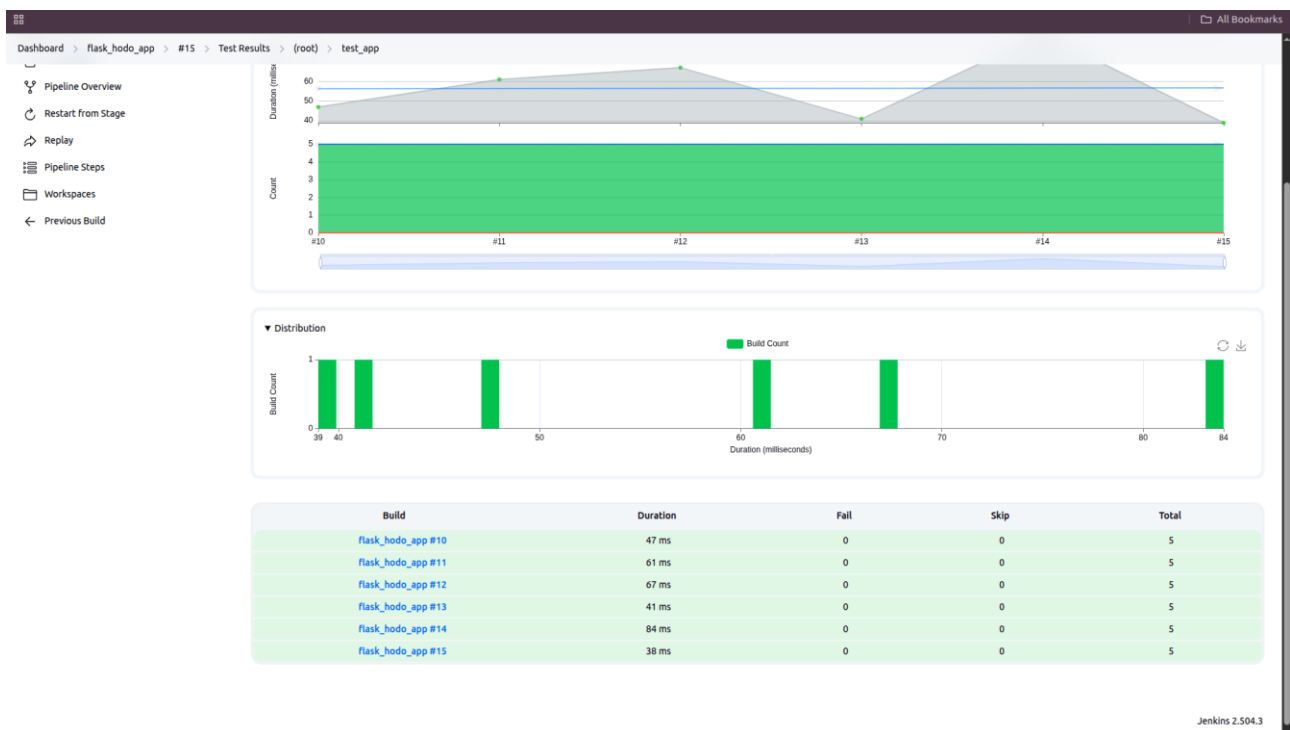 All Bookmarks
Dashboard > flask_hodo_app > #15 > Test Results > (root) > test_app
Pipeline Overview
Restart from Stage
Replay
Pipeline Steps
Workspaces
Previous Build
60
50
40
5
4
3
2
1
0
Count
#10 #11 #12 #13 #14 #15
▼ Distribution
Build Count
1
0
Build Count
39 40 50 60 70 80 84
Duration (milliseconds)
Build Duration Fail Skip Total
flask_hodo_app #10 47 ms 0 0 5
flask_hodo_app #11 61 ms 0 0 5
flask_hodo_app #12 67 ms 0 0 5
flask_hodo_app #13 41 ms 0 0 5
flask_hodo_app #14 84 ms 0 0 5
flask_hodo_app #15 38 ms 0 0 5
Jenkins 2.504.3